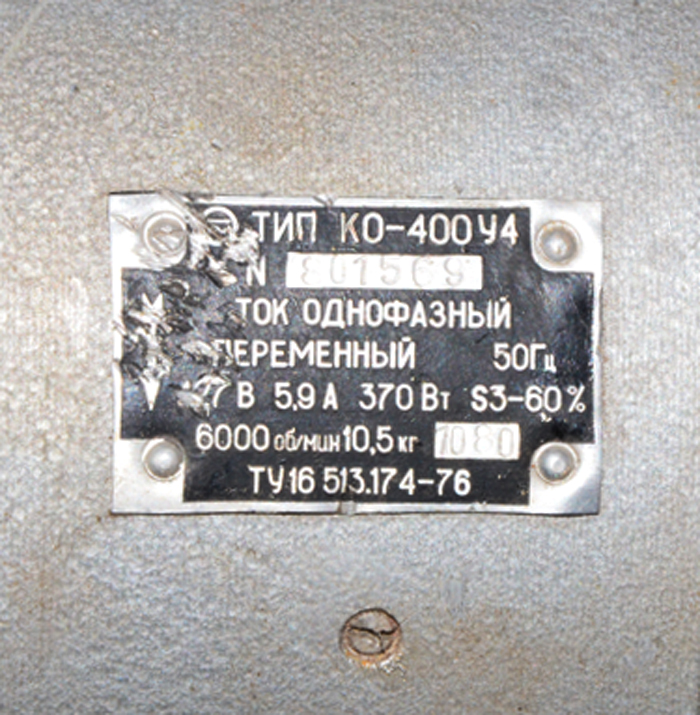 ТИП КО-400У4
N
ТОК ОДНОФАЗНЫЙ
ПЕРЕМЕННЫЙ 50Гц
В 5,9 А 370 Вт S3-60%
6000 об/мин 10,5 кг 1080
ТУ16 513.174-76